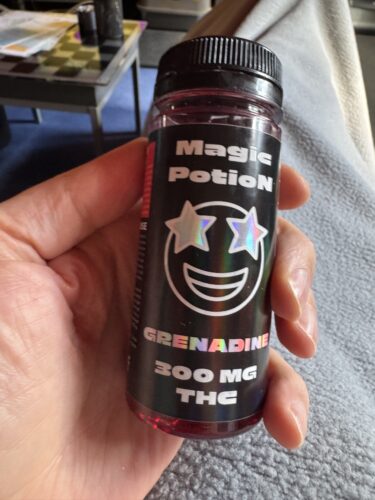 Magic
PotioN
GRENADINE
300 MG
THC